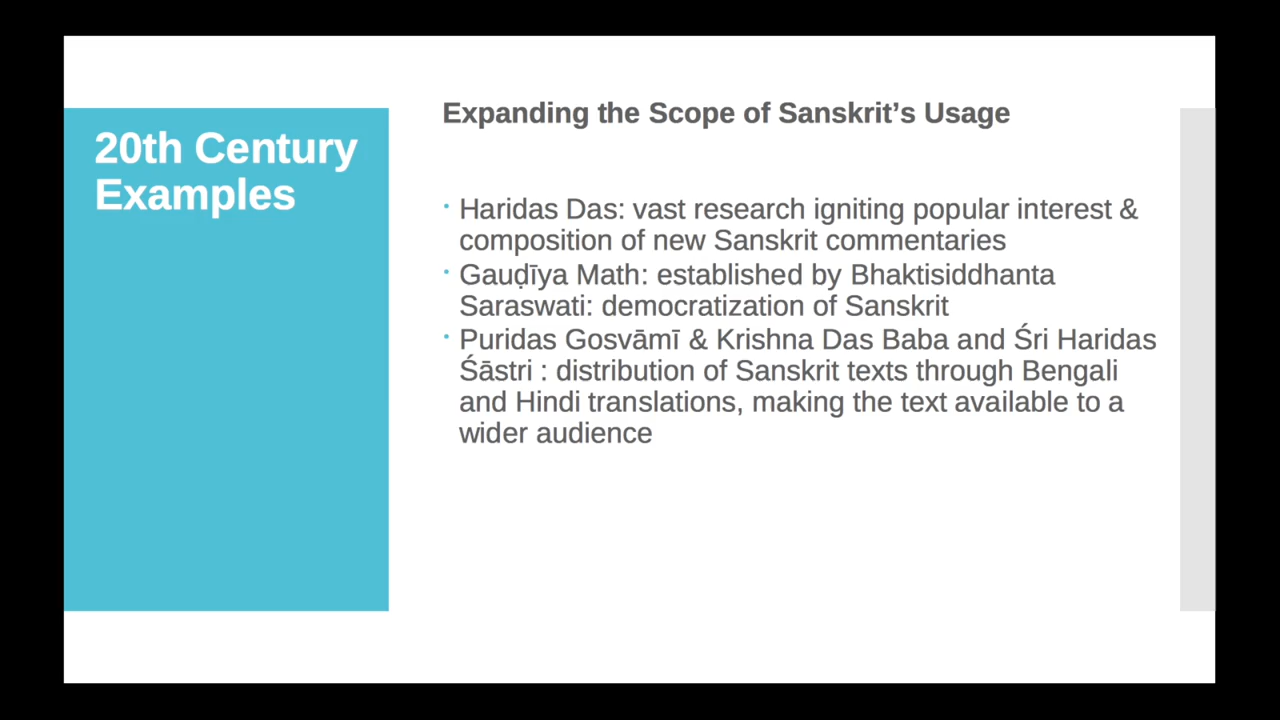 20th Century
Examples
Expanding the Scope of Sanskrit’s Usage
• Haridas Das: vast research igniting popular interest &
composition of new Sanskrit commentaries
• Gauḍīya Math: established by Bhaktisiddhanta
Saraswati: democratization of Sanskrit
• Puridas Gosvāmī & Krishna Das Baba and Śri Haridas
Śāstri : distribution of Sanskrit texts through Bengali
and Hindi translations, making the text available to a
wider audience